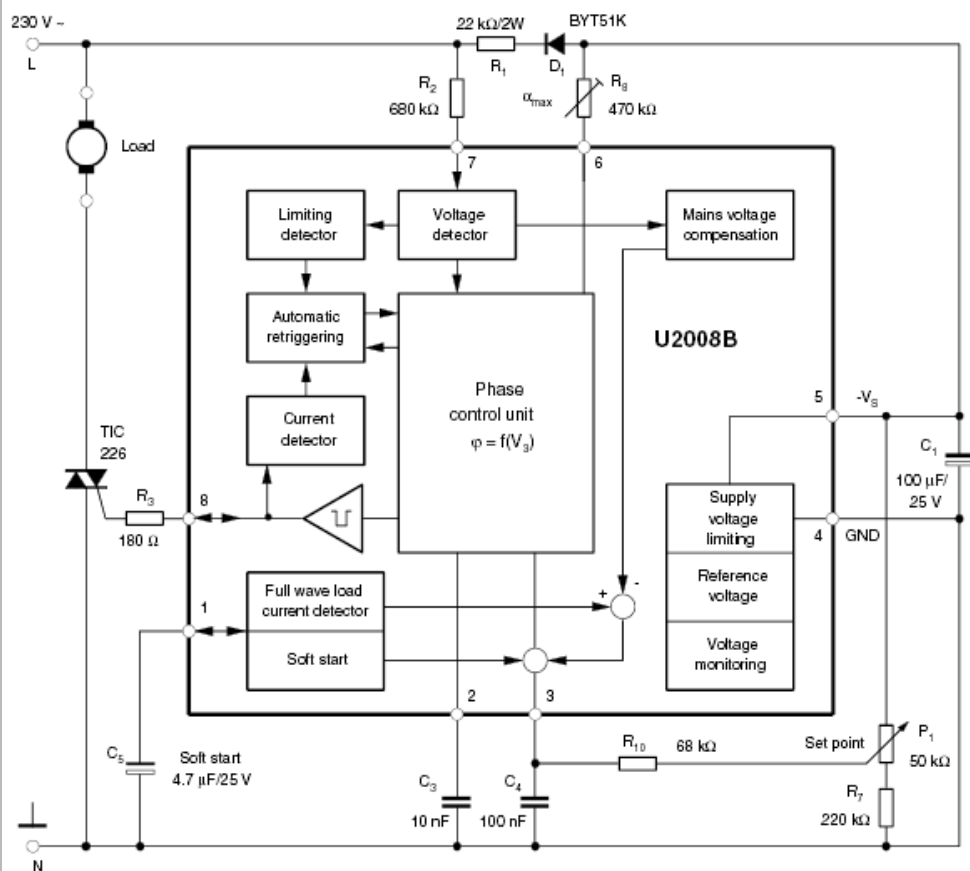 230 V ~
L
22 kΩ/2W
R1
BYT51K
D1
R2
680 kΩ
αmax
R8
470 kΩ
Load
7
6
Limiting
detector
Voltage
detector
Mains voltage
compensation
Automatic
retriggering
U2008B
Phase
control unit
φ = f(V3)
Current
detector
5
-VS
C1
100 µF/
25 V
TIC
226
R3
180 Ω
8
Supply
voltage
limiting
4
GND
Reference
voltage
Voltage
monitoring
1
Full wave load
current detector
Soft start
+
-
2
3
C5
Soft start
4.7 µF/25 V
C3
10 nF
C4
100 nF
R10
68 kΩ
Set point
P1
50 kΩ
R7
220 kΩ
N